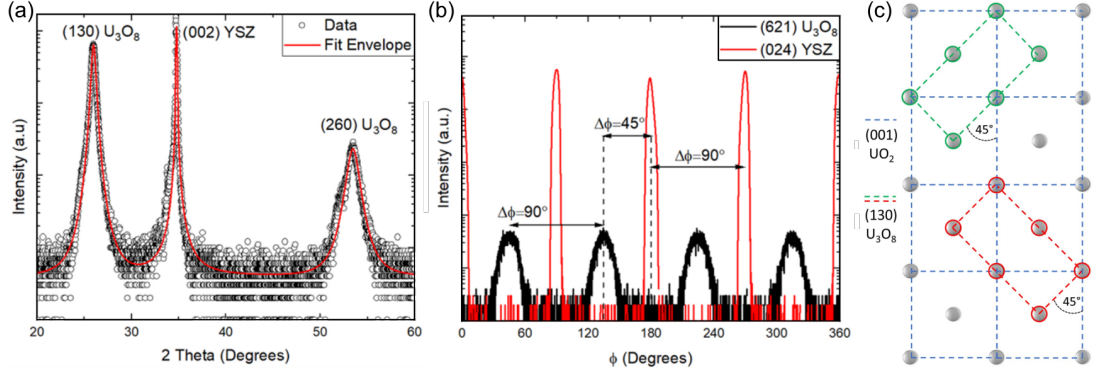 (a)
(130) U₃O₈
(002) YSZ
Data
Fit Envelope
(260) U₃O₈
Intensity (a.u)
20
30
40
50
60
2 Theta (Degrees)
(b)
(621) U₃O₈
(024) YSZ
Δϕ=45°
Δϕ=90°
Δϕ=90°
Intensity (a.u.)
0
60
120
180
240
300
360
ϕ (Degrees)
(c)
45°
(001)
UO₂
(130)
U₃O₈
45°